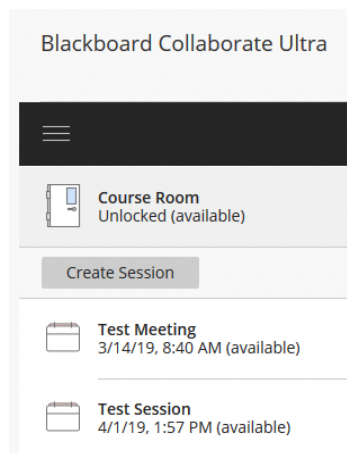 Blackboard Collaborate Ultra
Course Room
Unlocked (available)
Create Session
Test Meeting
3/14/19, 8:40 AM (available)
Test Session
4/1/19, 1:57 PM (available)